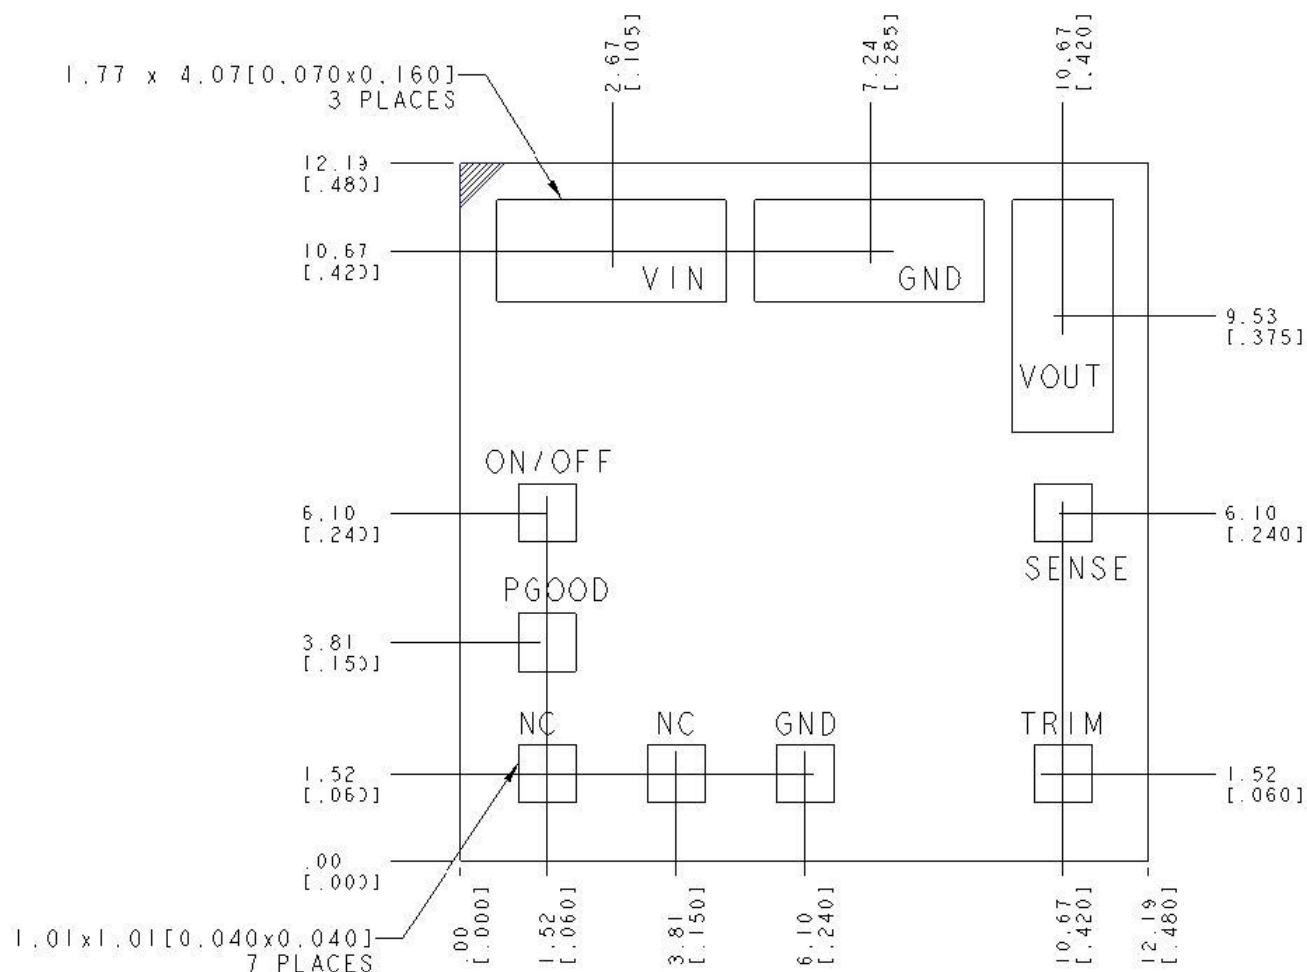 2.67
[.105]
7.24
[.285]
10.67
[.420]
1.77 x 4.07[0.070x0.160]
3 PLACES
12.19
[.480]
10.67
[.420]
VIN
GND
9.53
[.375]
VOUT
ON/OFF
6.10
[.240]
6.10
[.240]
SENSE
PGOOD
3.81
[.150]
NC
NC
GND
TRIM
1.52
[.060]
1.52
[.060]
.00
[.000]
1.01x1.01[0.040x0.040]
7 PLACES
.00
[.000]
1.52
[.060]
3.81
[.150]
6.10
[.240]
10.67
[.420]
12.19
[.480]